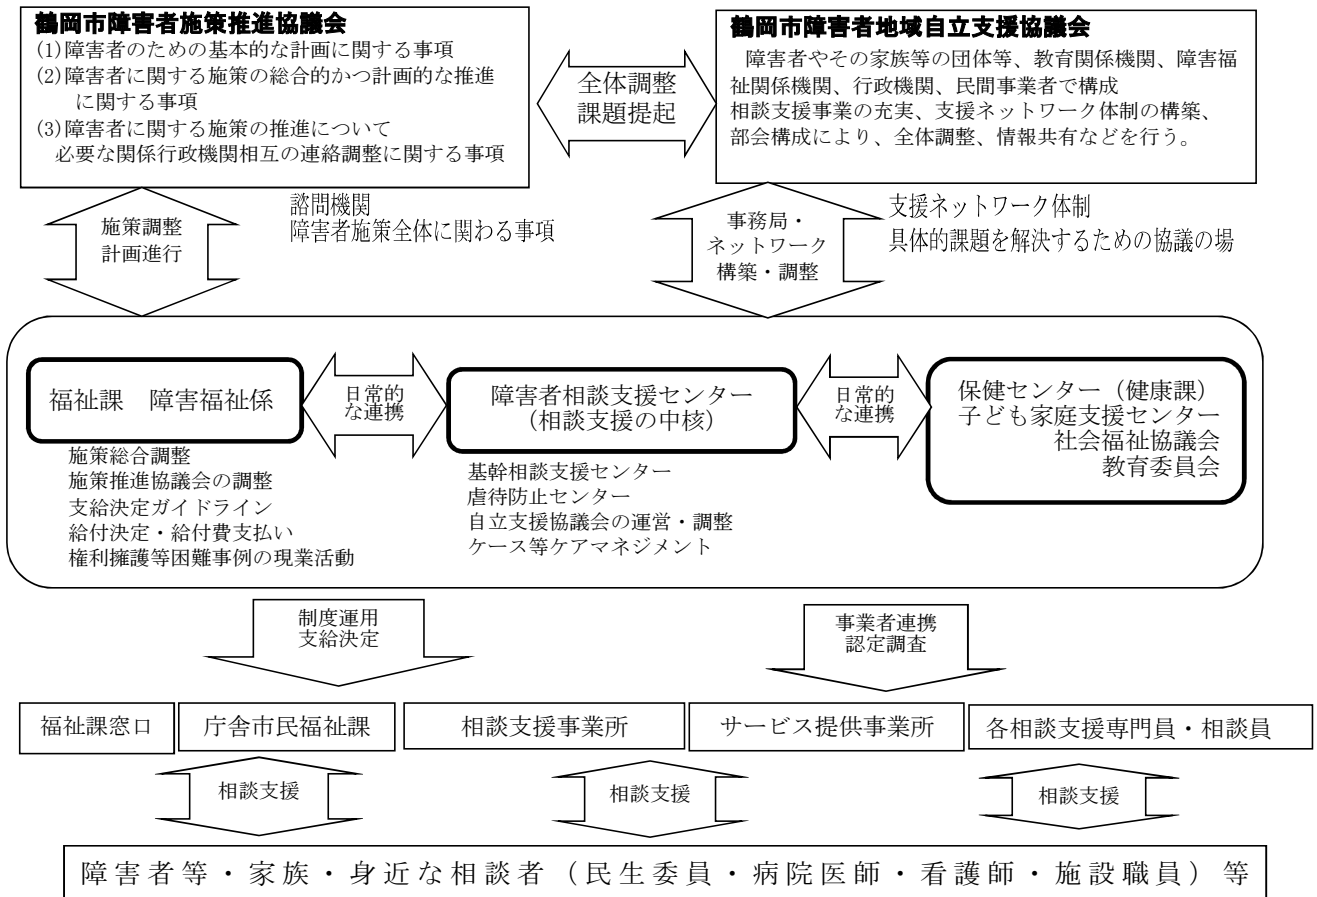 鶴岡市障害者施策推進協議会
(1)障害者のための基本的な計画に関する事項
(2)障害者に関する施策の総合的かつ計画的な推進
に関する事項
(3)障害者に関する施策の推進について
必要な関係行政機関相互の連絡調整に関する事項
全体調整
課題提起
鶴岡市障害者地域自立支援協議会
障害者やその家族等の団体等、教育関係機関、障害福
祉関係機関、行政機関、民間事業者で構成
相談支援事業の充実、支援ネットワーク体制の構築、
部会構成により、全体調整、情報共有などを行う。
施策調整
計画進行
諮問機関
障害者施策全体に関わる事項
事務局・
ネットワーク
構築・調整
支援ネットワーク体制
具体的課題を解決するための協議の場
福祉課　障害福祉係
日常的
な連携
障害者相談支援センター
（相談支援の中核）
日常的
な連携
保健センター（健康課）
子ども家庭支援センター
社会福祉協議会
教育委員会
施策総合調整
施策推進協議会の調整
支給決定ガイドライン
給付決定・給付費支払い
権利擁護等困難事例の現業活動
基幹相談支援センター
虐待防止センター
自立支援協議会の運営・調整
ケース等ケアマネジメント
制度運用
支給決定
事業者連携
認定調査
福祉課窓口
庁舎市民福祉課
相談支援事業所
サービス提供事業所
各相談支援専門員・相談員
相談支援
相談支援
相談支援
障害者等・家族・身近な相談者（民生委員・病院医師・看護師・施設職員）等